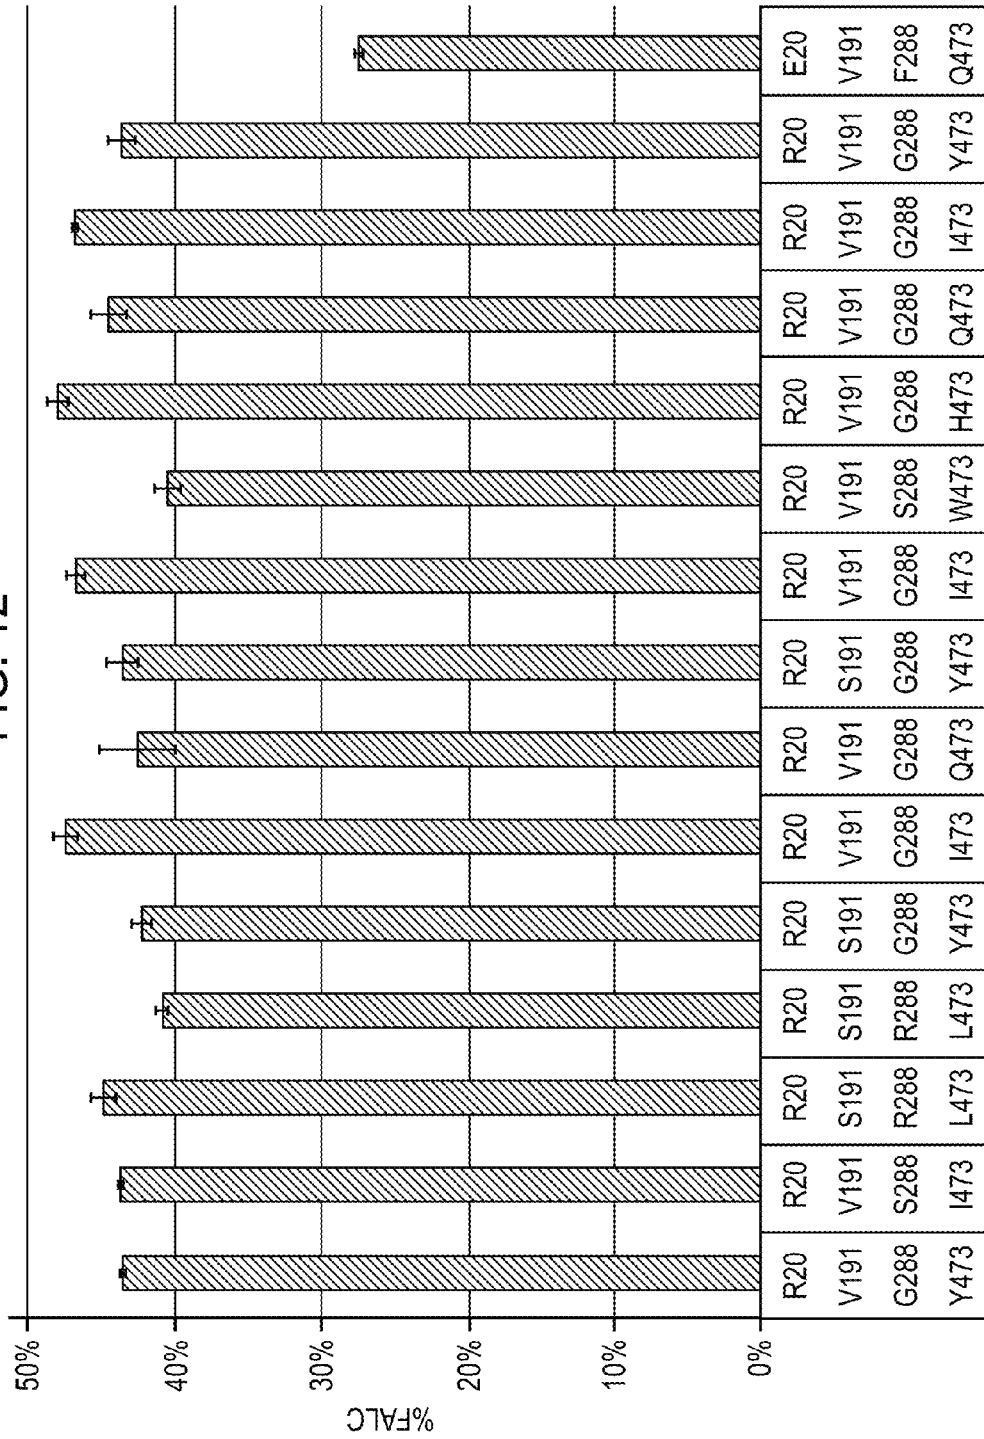 FIG. 12
50%
40%
30%
20%
10%
0%
%FALC
R20 R20 R20 R20 R20 R20 R20 R20 R20 R20 R20 R20 R20 R20 E20
V191 V191 S191 S191 S191 V191 V191 S191 V191 V191 V191 V191 V191 V191 V191
G288 S288 R288 R288 G288 G288 G288 G288 G288 S288 G288 G288 G288 G288 F288
Y473 I473 L473 L473 Y473 I473 Q473 Y473 I473 W473 H473 Q473 I473 Y473 Q473